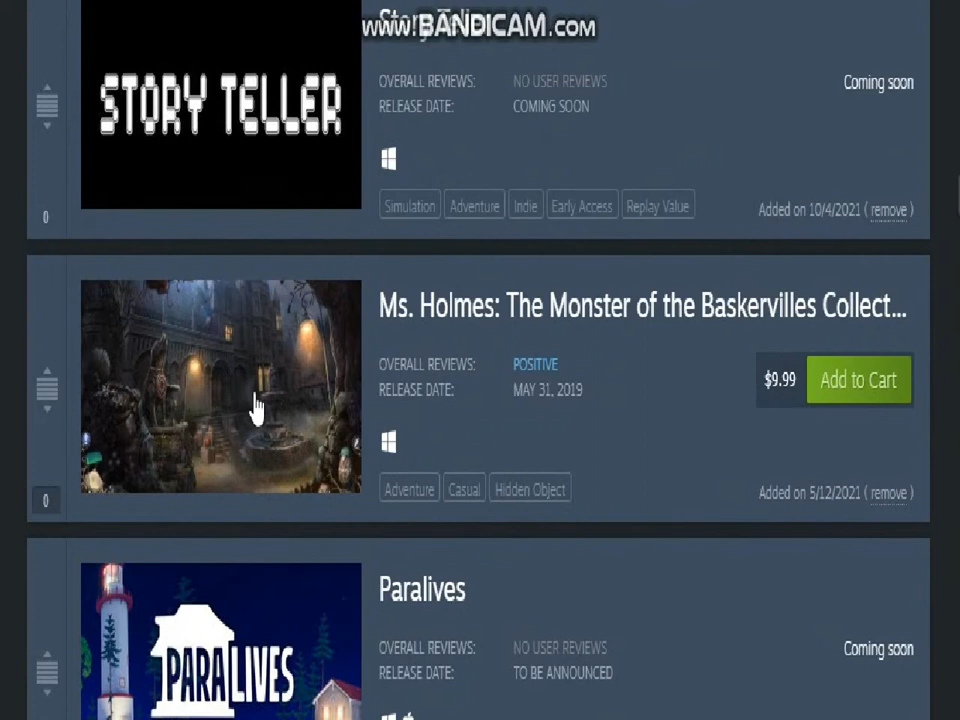 Story Teller
www.BANDICAM.com
STORY TELLER
OVERALL REVIEWS: NO USER REVIEWS
RELEASE DATE: COMING SOON
Coming soon
0
Simulation Adventure Indie Early Access Replay Value
Added on 10/4/2021 ( remove )
Ms. Holmes: The Monster of the Baskervilles Collect...
OVERALL REVIEWS: POSITIVE
RELEASE DATE: MAY 31, 2019
$9.99 Add to Cart
0
Adventure Casual Hidden Object
Added on 5/12/2021 ( remove )
Paralives
PARALIVES
OVERALL REVIEWS: NO USER REVIEWS
RELEASE DATE: TO BE ANNOUNCED
Coming soon